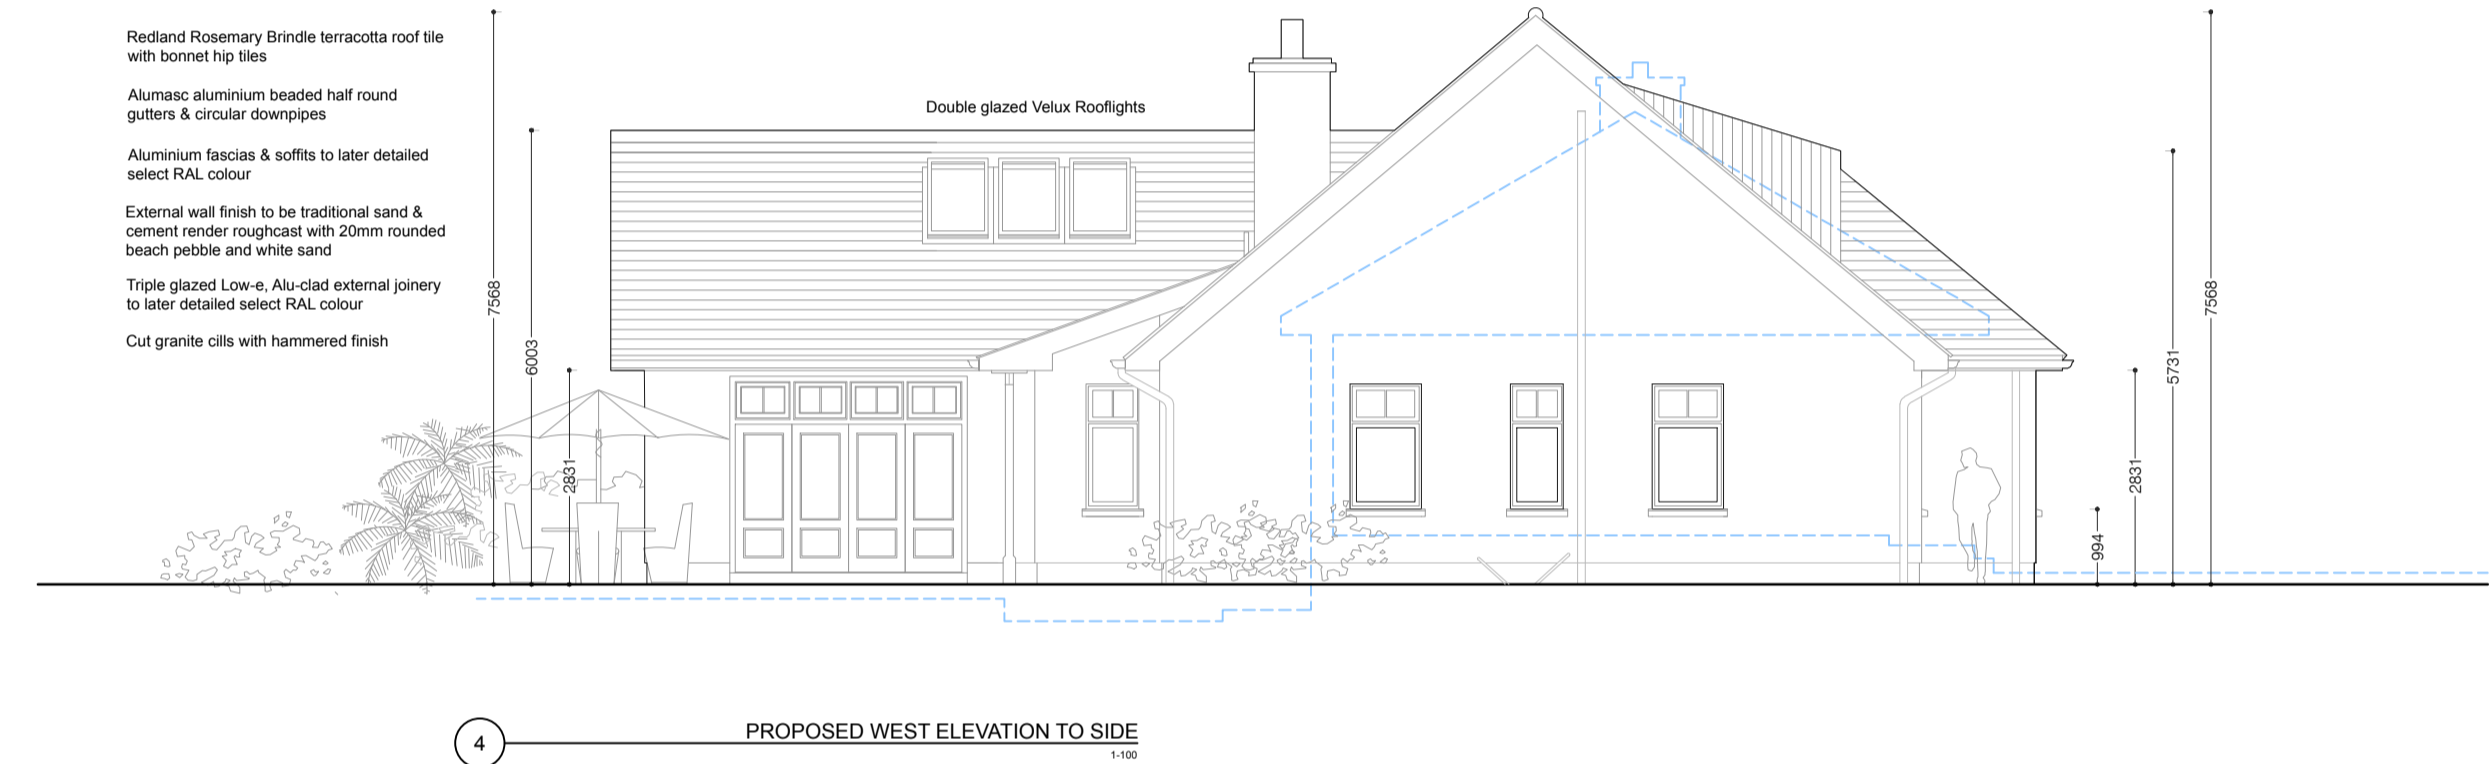 Redland Rosemary Brindle terracotta roof tile
with bonnet hip tiles
Alumasc aluminium beaded half round
gutters & circular downpipes
Aluminium fascias & soffits to later detailed
select RAL colour
External wall finish to be traditional sand &
cement render roughcast with 20mm rounded
beach pebble and white sand
Triple glazed Low-e, Alu-clad external joinery
to later detailed select RAL colour
Cut granite cills with hammered finish
7568
6003
2831
Double glazed Velux Rooflights
994
2831
5731
7568
4
PROPOSED WEST ELEVATION TO SIDE
1-100